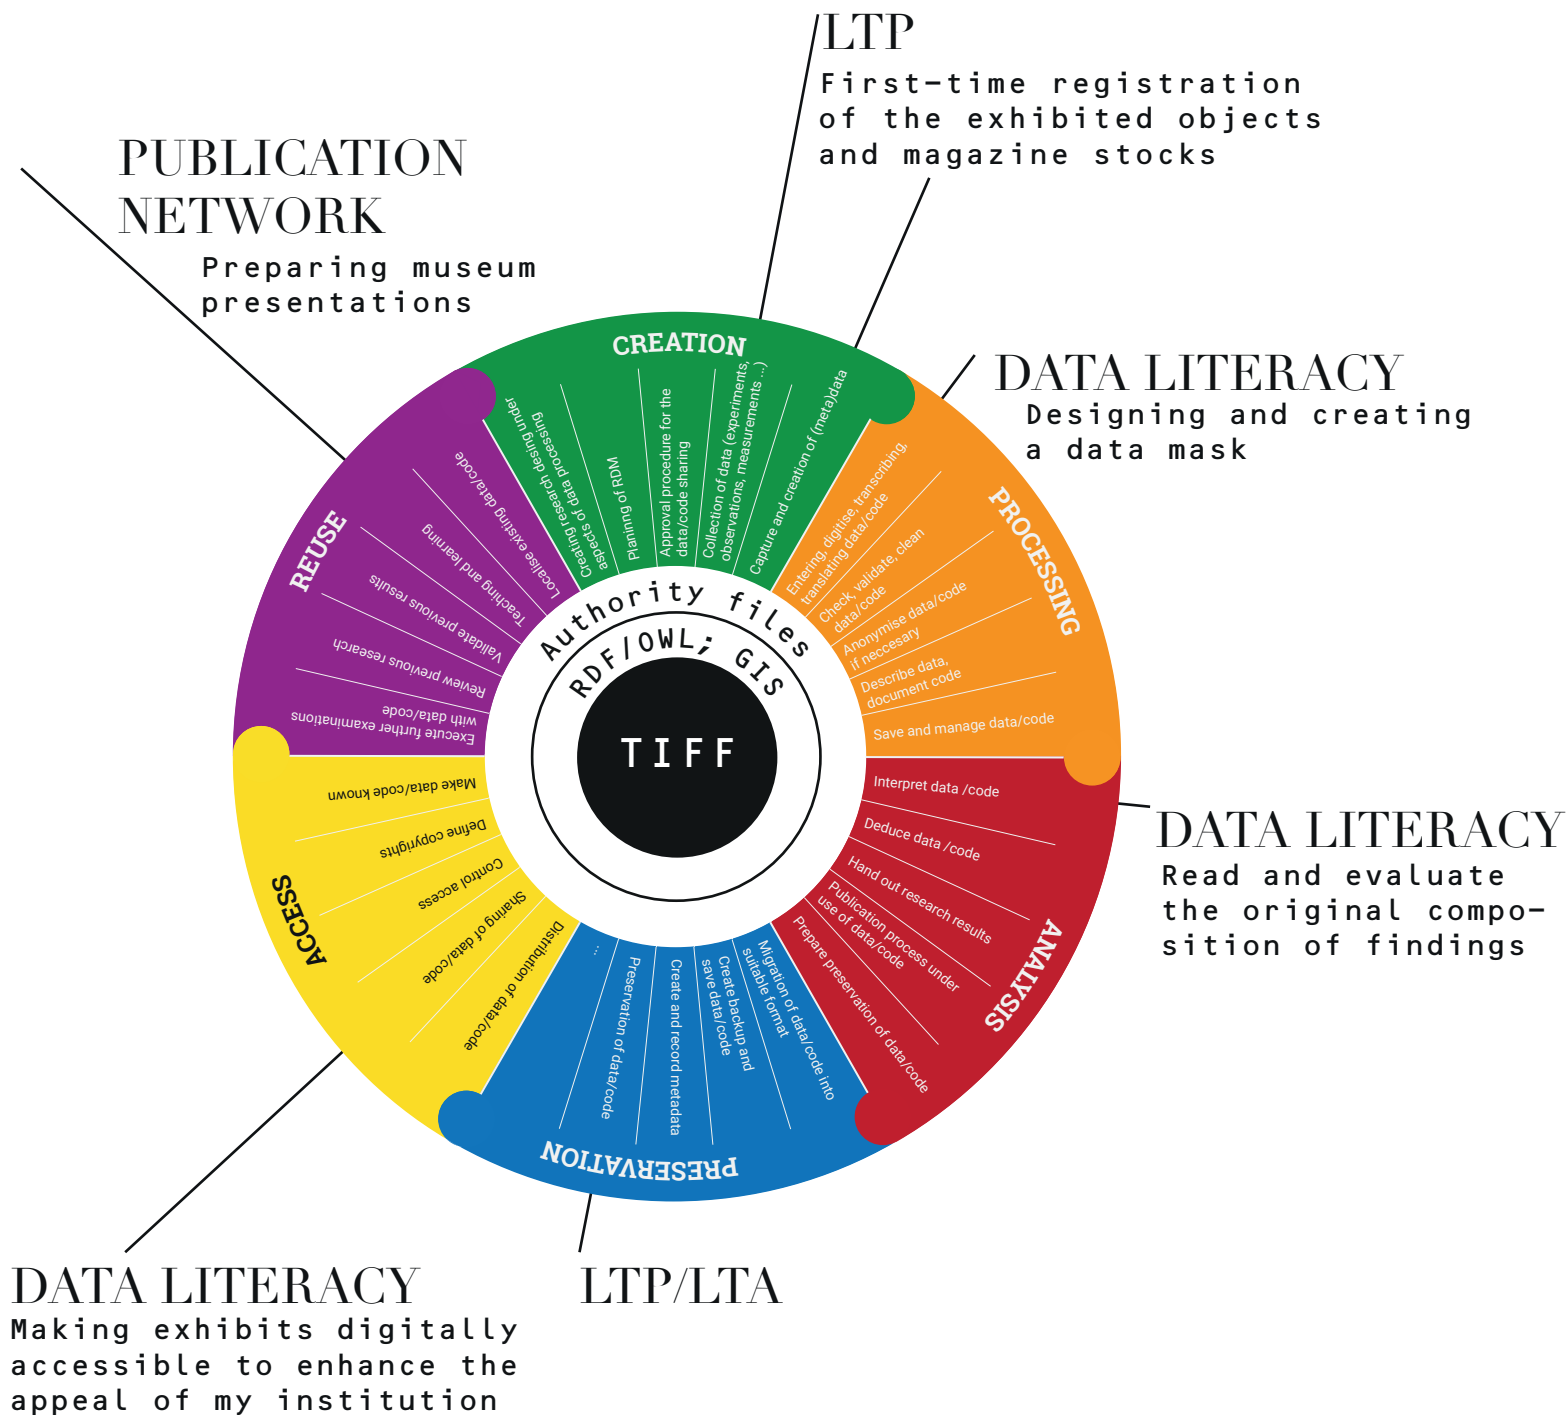 LTP
First-time registration
of the exhibited objects
and magazine stocks
PUBLICATION
NETWORK
Preparing museum
presentations
DATA LITERACY
Designing and creating
a data mask
DATA LITERACY
Read and evaluate
the original compo-
sition of findings
LTP/LTA
DATA LITERACY
Making exhibits digitally
accessible to enhance the
appeal of my institution
CREATION
Creating research desing under
aspects of data processing
Planing of RDM
Approval procedure for the
data/code sharing
Collection of data (experiments,
observations, measurements ...)
Capture and creation of (meta)data
PROCESSING
Entering, digitise, transcribing,
translating data/code
Check, validate, clean
data/code
Anonymise data/code
if neccesary
Describe data,
document code
Save and manage data/code
ANALYSIS
Interpret data /code
Deduce data /code
Hand out research results
Publication process under
use of data/code
Prepare preservation of data/code
PRESERVATION
Migration of data/code into
suitable format
Create backup and
save data/code
Create and record metadata
Preservation of data/code
...
ACCESS
Distribution of data/code
Sharing of data/code
Control access
Define copyrights
Make data/code known
REUSE
Execute further examinations
with data/code
Review previous research
Validate previous results
Teaching and learning
Localise existing data/code
Authority files
RDF/OWL; GIS
TIFF